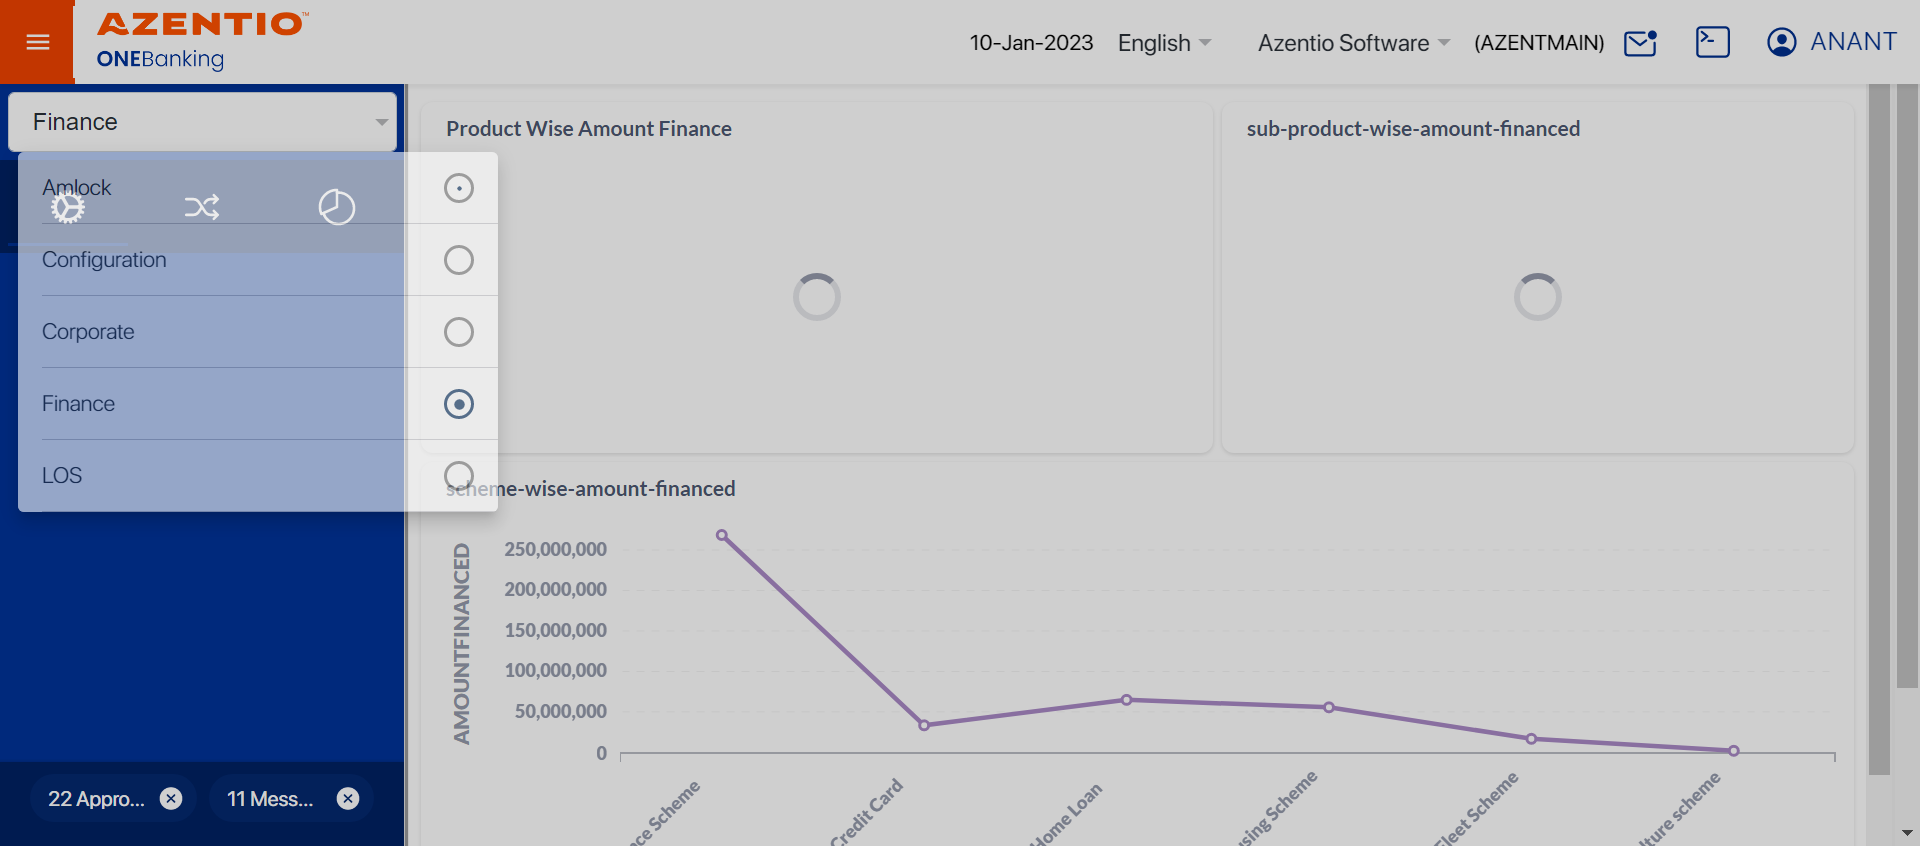 AZENTIO™
ONEBanking
10-Jan-2023
English
Azentio Software
(AZENTMAIN)
ANANT
Finance
Amlock
Configuration
Corporate
Finance
LOS
22 Appro...
11 Mess...
Product Wise Amount Finance
sub-product-wise-amount-financed
scheme-wise-amount-financed
AMOUNTFINANCED
250,000,000
200,000,000
150,000,000
100,000,000
50,000,000
0
ce Scheme
Credit Card
Home Loan
sing Scheme
Fleet Scheme
lture scheme